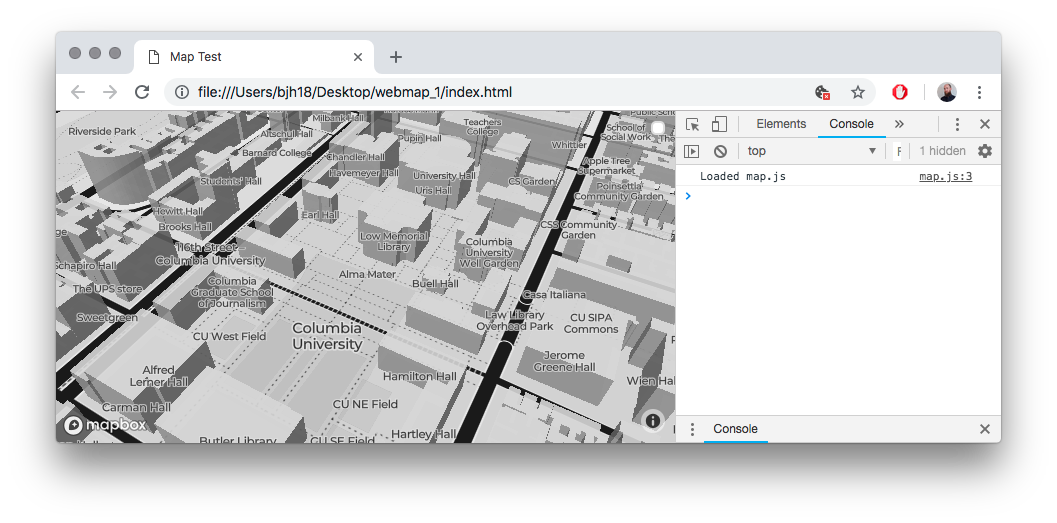 Map Test
file:///Users/bjh18/Desktop/webmap_1/index.html
Riverside Park
Milbank Hall
Altschul Hall
Pupin Hall
Teachers
College
School of
Social Work
Whittier
Barnard College
Chandler Hall
Havemeyer Hall
University Hall
Uris Hall
CS Garden
Apple Tree
Supermarket
Poinsettia
Community Garden
Students' Hall
Hewitt Hall
Brooks Hall
Earl Hall
Low Memorial
Library
Columbia
University
Well Garden
CSS Community
Garden
116th Street -
Columbia University
Schapiro Hall
The UPS store
Sweetgreen
Columbia
Graduate School
of Journalism
Alma Mater
Buell Hall
Casa Italiana
Law Library
Overhead Park
CU SIPA
Commons
CU West Field
Columbia
University
Jerome
Greene Hall
Alfred
Lerner Hall
Hamilton Hall
Wien Hal
Carman Hall
CU NE Field
mapbox
Butler Library
CU SE Field
Hartley Hall
Elements
Console
»
top
1 hidden
Loaded map.js
map.js:3
Console